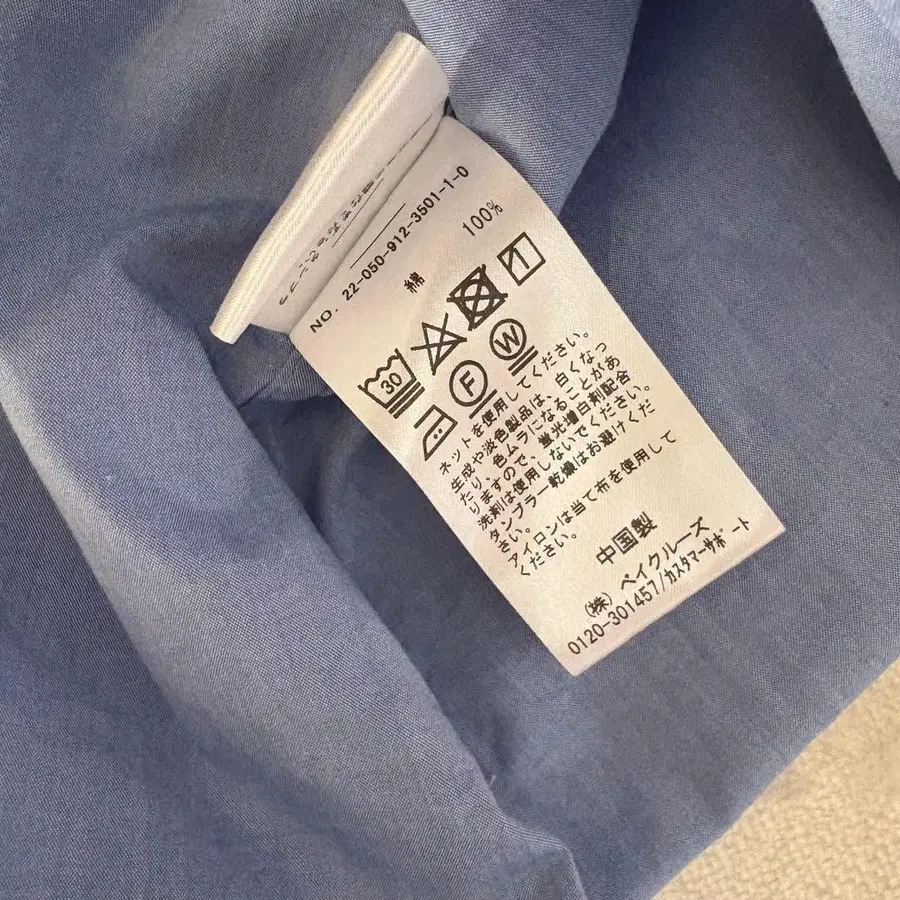 NO. 22-050-912-3501-1-0
綿 100%
30
F W
ネットを使用してください。
生成や淡色製品は、白くなっ
たり、色ムラになることがあ
りますので、蛍光増白剤配合
洗剤は使用しないでください。
タンブラー乾燥はお避けくだ
さい。
アイロンは当て布を使用して
ください。
中国製
(株) ベイクルーズ
0120-301457/カスタマーサポート